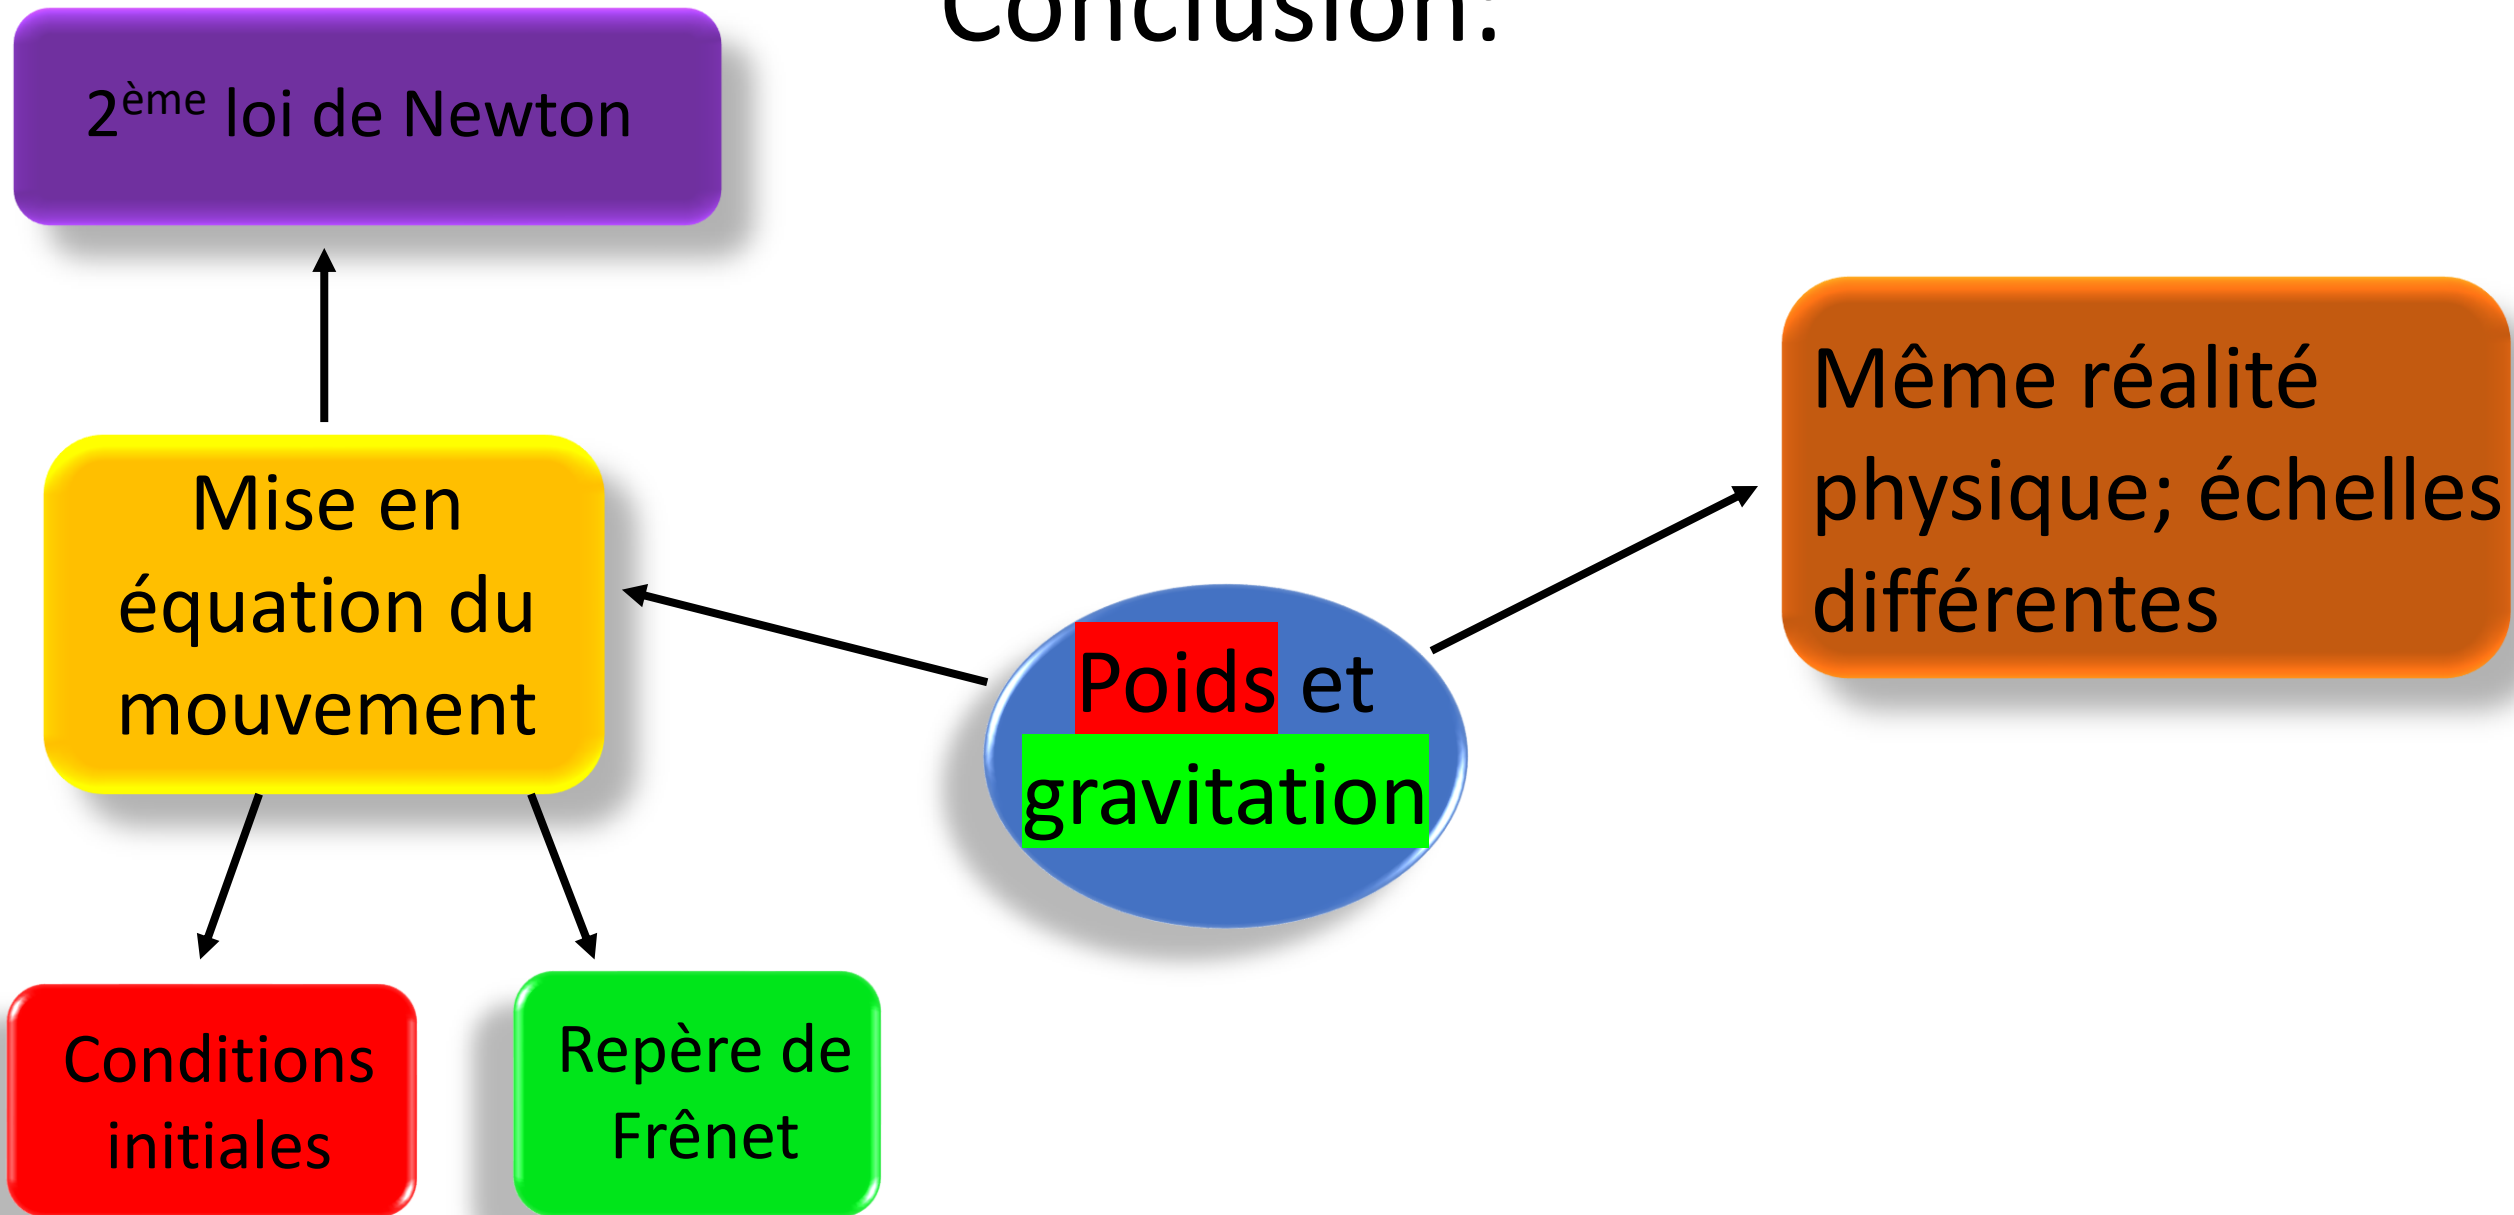 Conclusion:
2ème loi de Newton
Même réalité
physique; échelles
différentes
Mise en
équation du
mouvement
Poids et
gravitation
Conditions
initiales
Repère de
Frênet